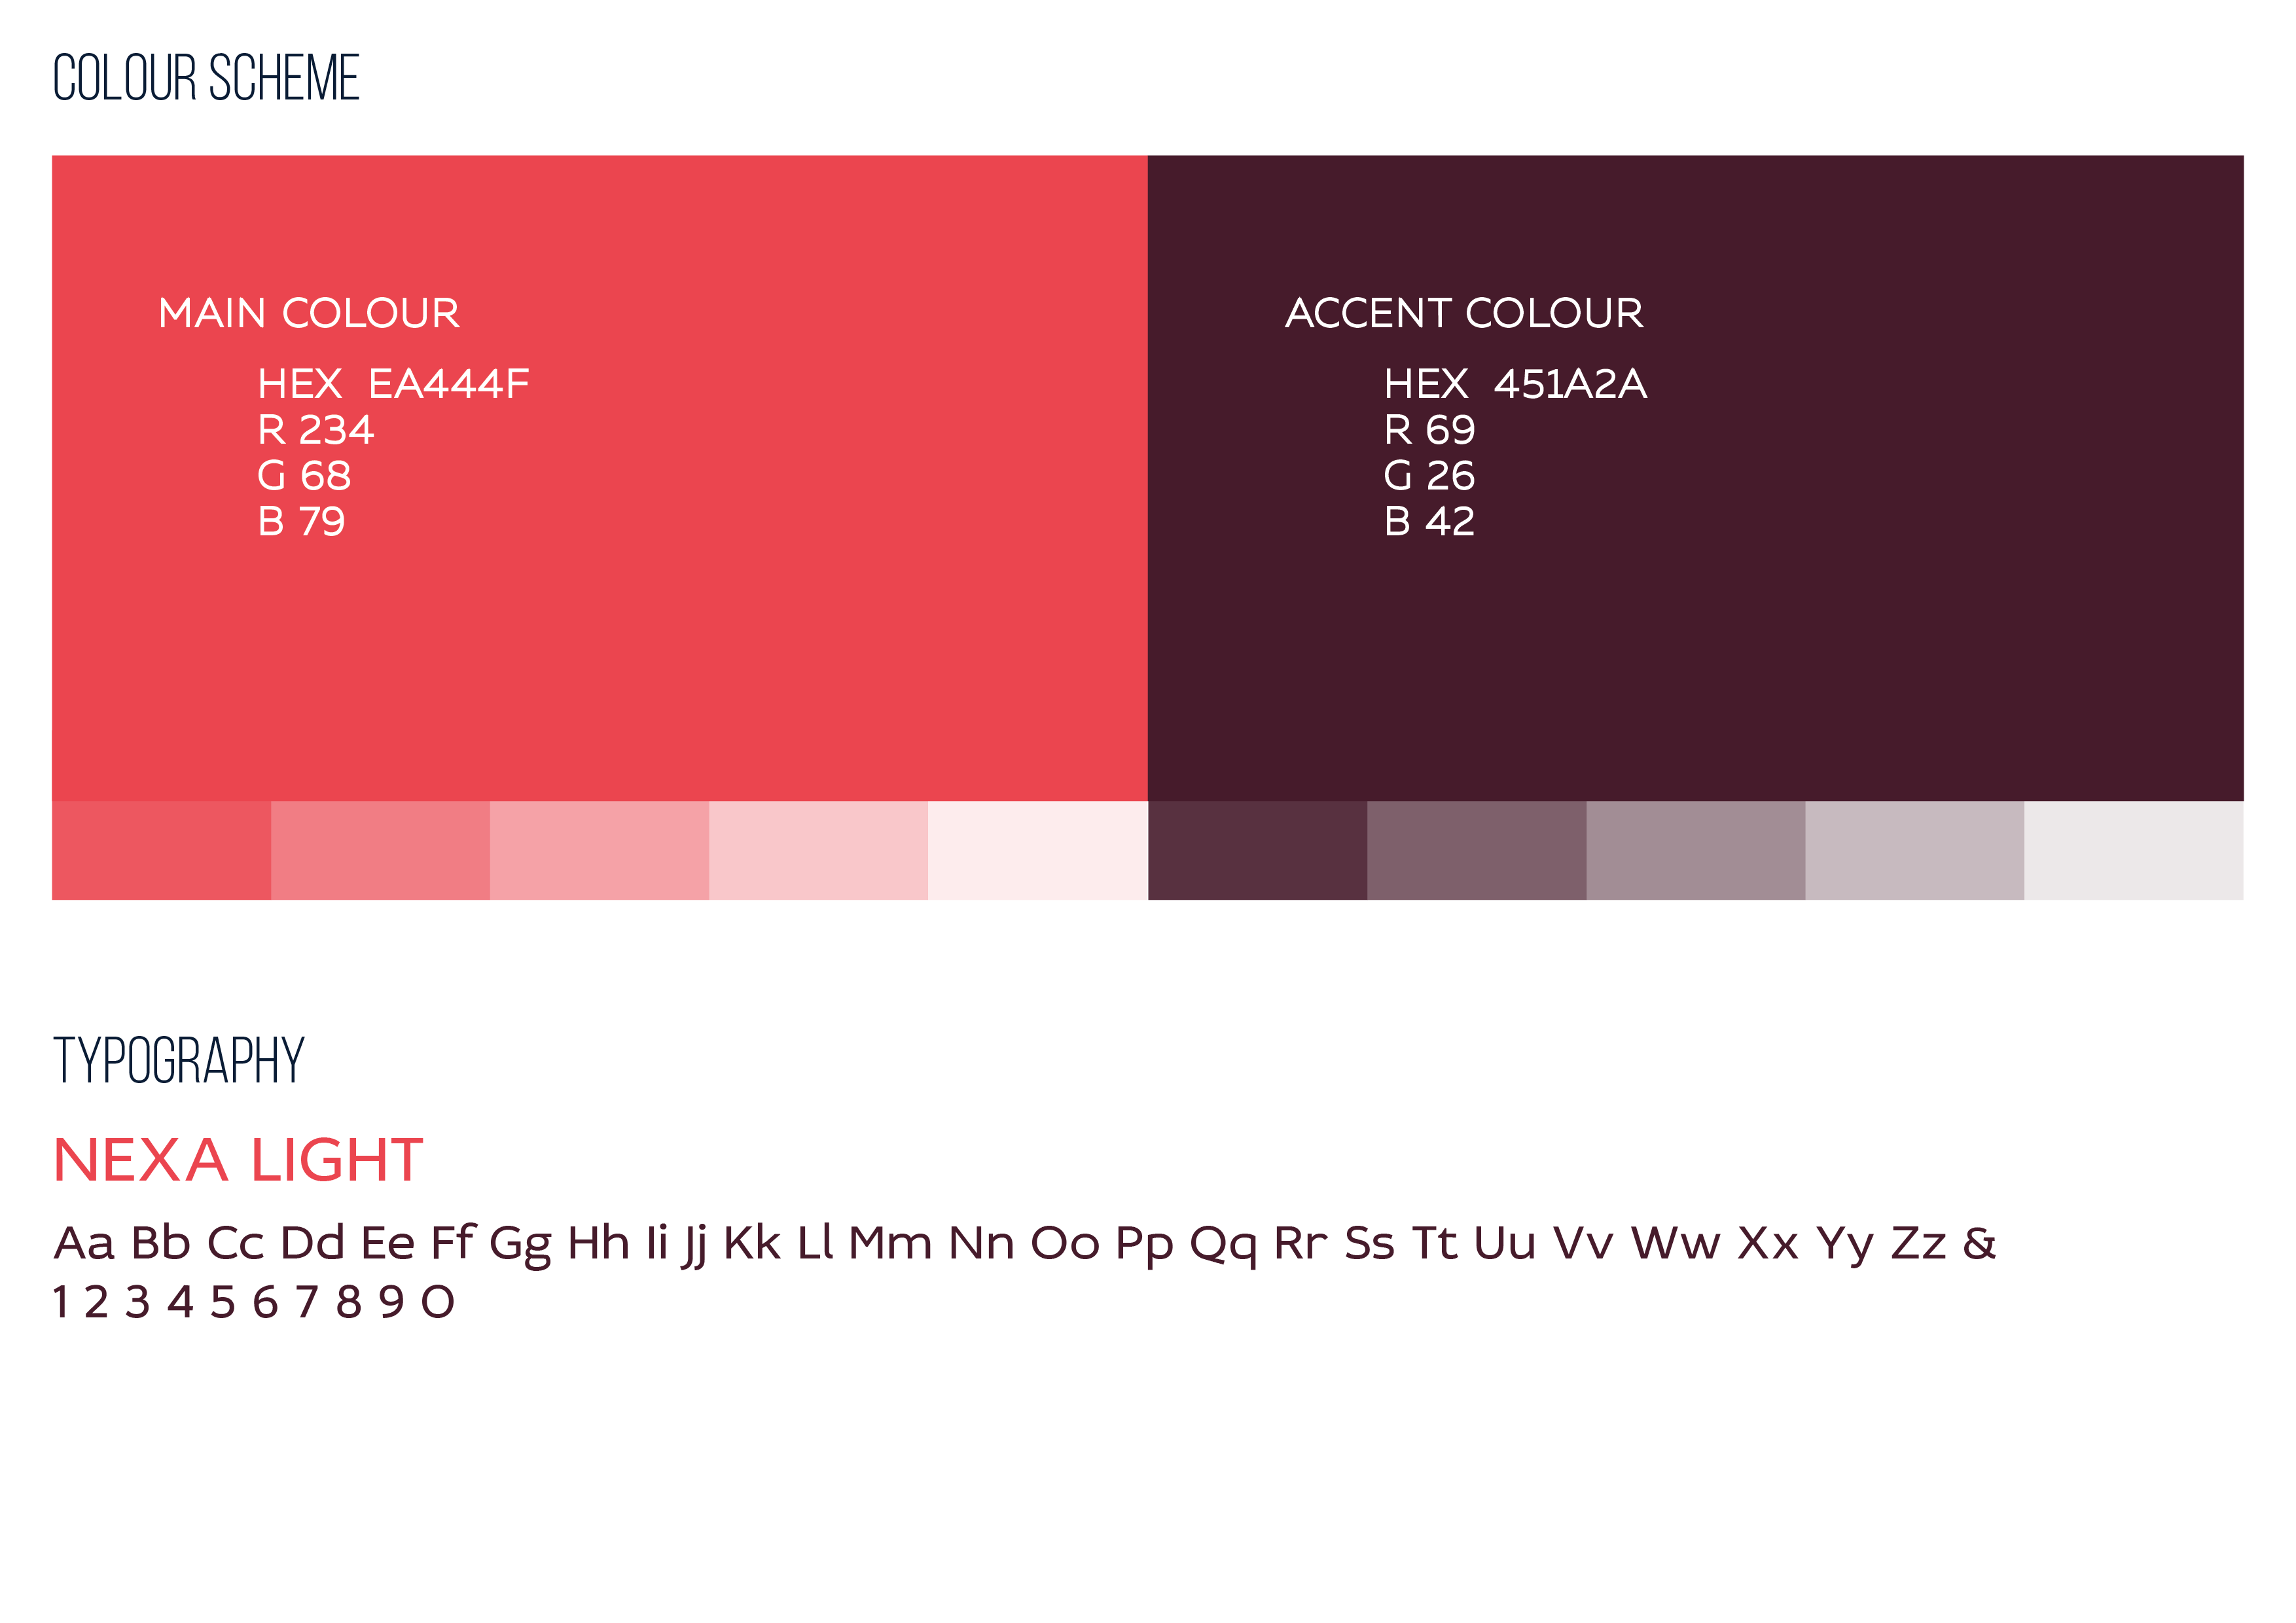 COLOUR SCHEME
MAIN COLOUR
HEX EA444F
R 234
G 68
B 79
ACCENT COLOUR
HEX 451A2A
R 69
G 26
B 42
TYPOGRAPHY
NEXA LIGHT
Aa Bb Cc Dd Ee Ff Gg Hh Ii Jj Kk Ll Mm Nn Oo Pp Qq Rr Ss Tt Uu Vv Ww Xx Yy Zz &
1 2 3 4 5 6 7 8 9 0